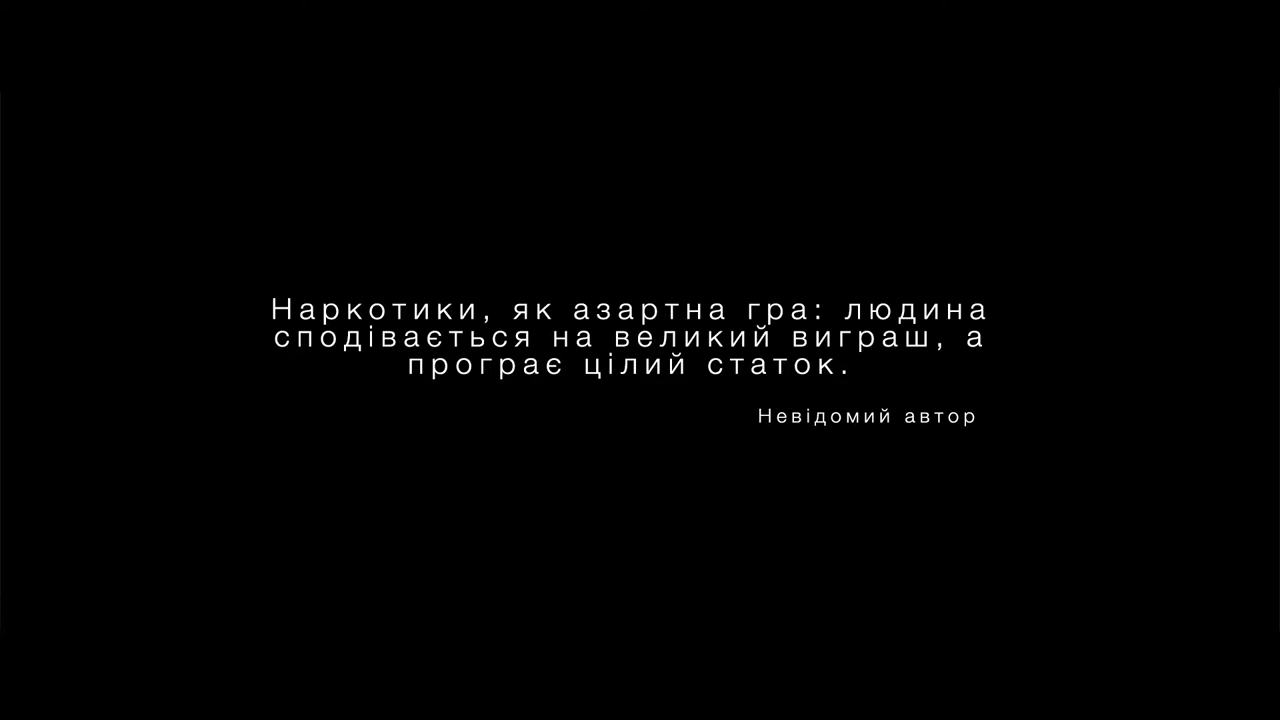 Наркотики, як азартна гра: людина
сподівається на великий виграш, а
програє цілий статок.
Невідомий автор